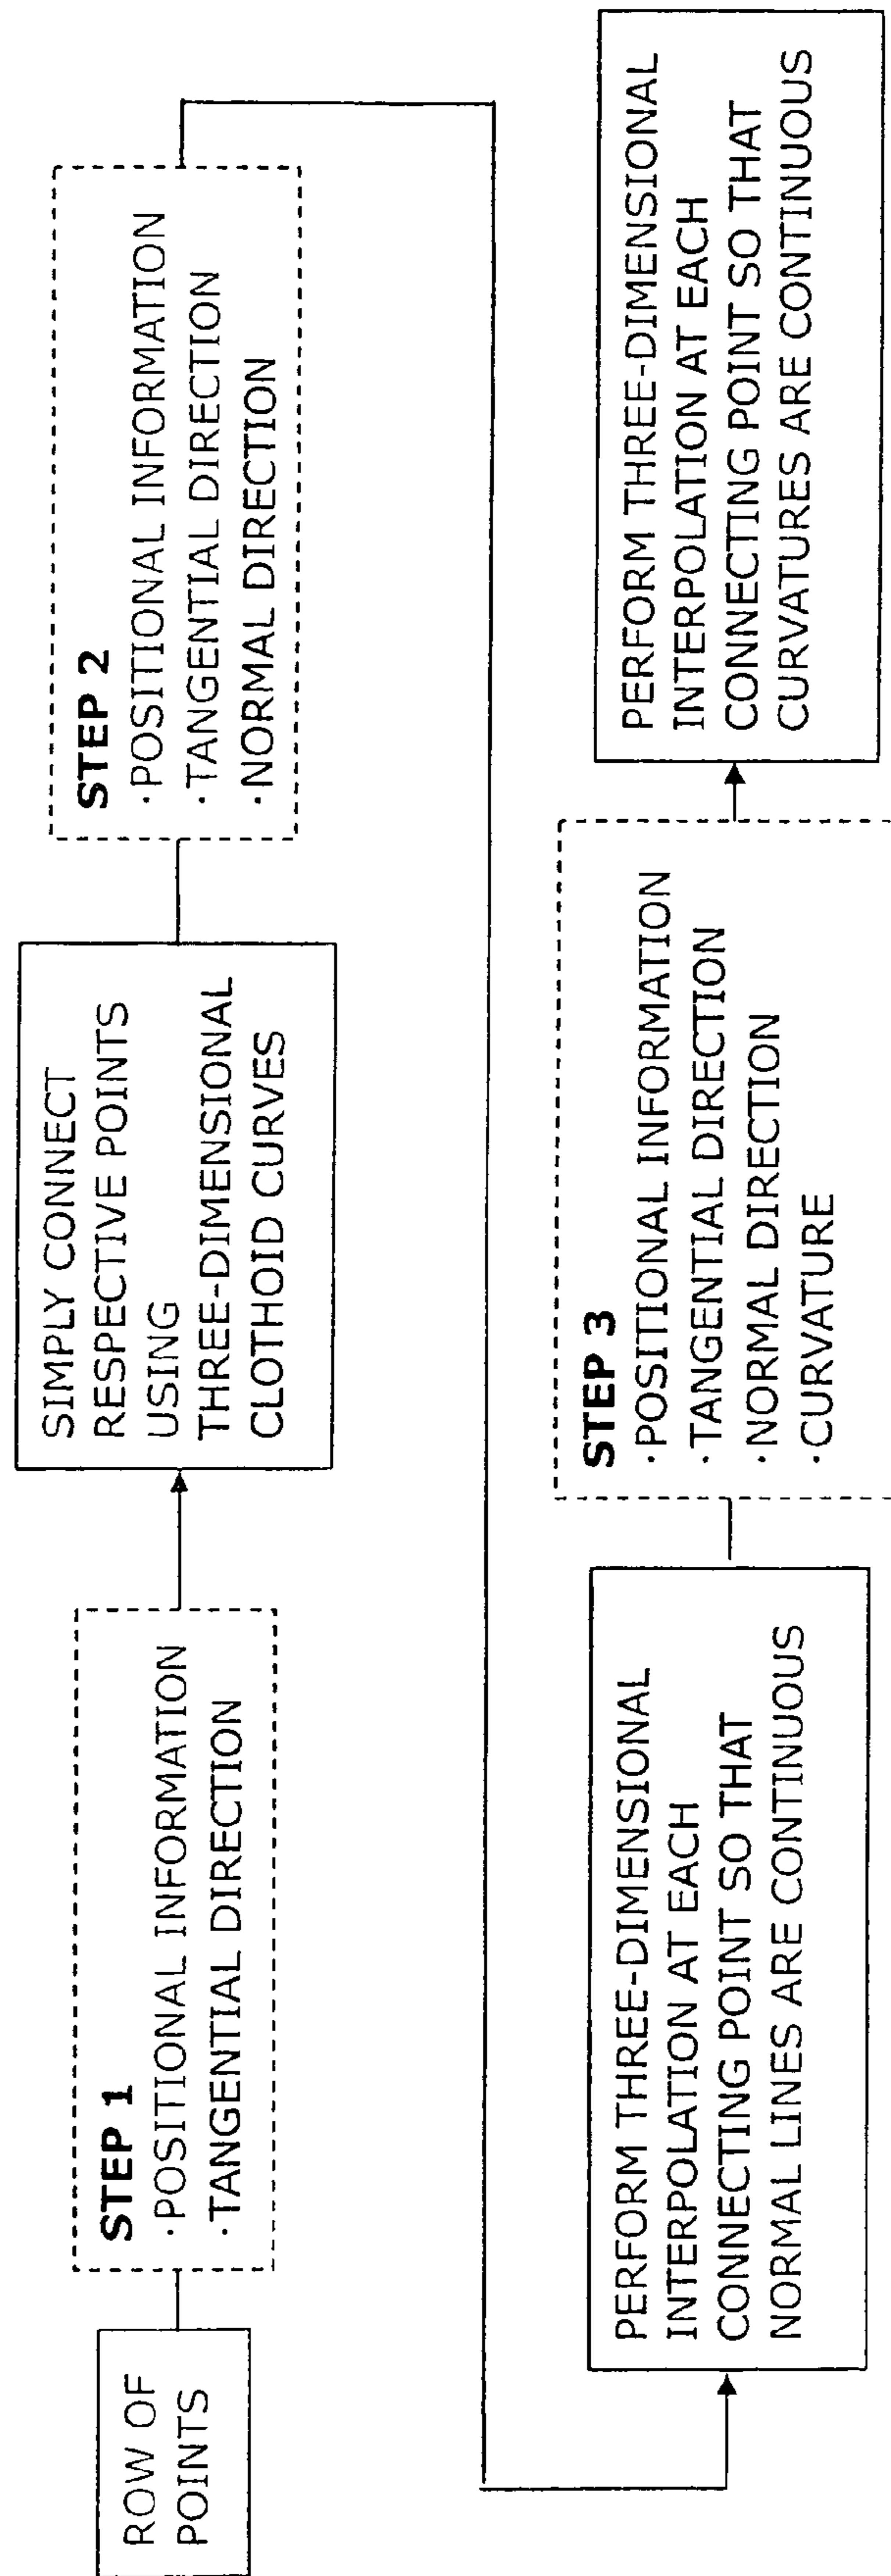 ROW OF
POINTS
STEP 1
·POSITIONAL INFORMATION
·TANGENTIAL DIRECTION
SIMPLY CONNECT
RESPECTIVE POINTS
USING
THREE-DIMENSIONAL
CLOTHOID CURVES
STEP 2
·POSITIONAL INFORMATION
·TANGENTIAL DIRECTION
·NORMAL DIRECTION
PERFORM THREE-DIMENSIONAL
INTERPOLATION AT EACH
CONNECTING POINT SO THAT
NORMAL LINES ARE CONTINUOUS
STEP 3
·POSITIONAL INFORMATION
·TANGENTIAL DIRECTION
·NORMAL DIRECTION
·CURVATURE
PERFORM THREE-DIMENSIONAL
INTERPOLATION AT EACH
CONNECTING POINT SO THAT
CURVATURES ARE CONTINUOUS